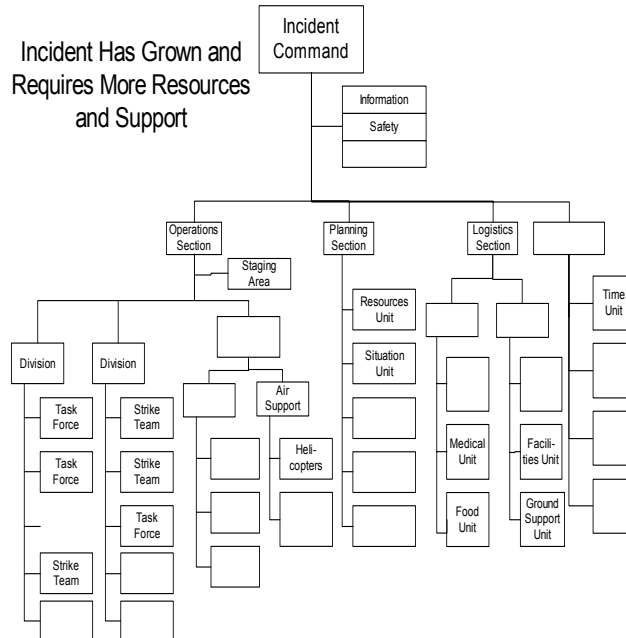 Incident Has Grown and
Requires More Resources
and Support
Incident
Command
Information
Safety
Operations
Section
Planning
Section
Logistics
Section
Staging
Area
Resources
Unit
Time
Unit
Division
Division
Situation
Unit
Air
Support
Task
Force
Strike
Team
Task
Force
Strike
Team
Heli-
copters
Medical
Unit
Facili-
ties Unit
Task
Force
Food
Unit
Ground
Support
Unit
Strike
Team